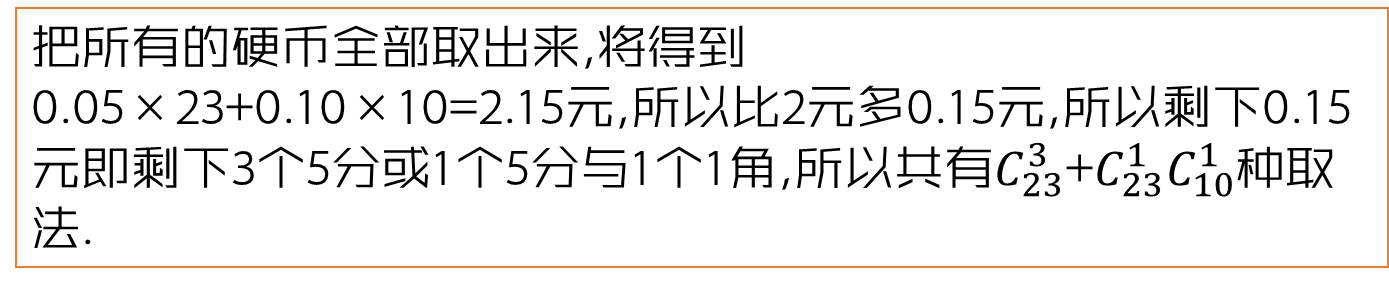 把所有的硬币全部取出来,将得到
0.05×23+0.10×10=2.15元,所以比2元多0.15元,所以剩下0.15
元即剩下3个5分或1个5分与1个1角,所以共有$C_{23}^{3}+C_{23}^{1}C_{10}^{1}$种取
法.